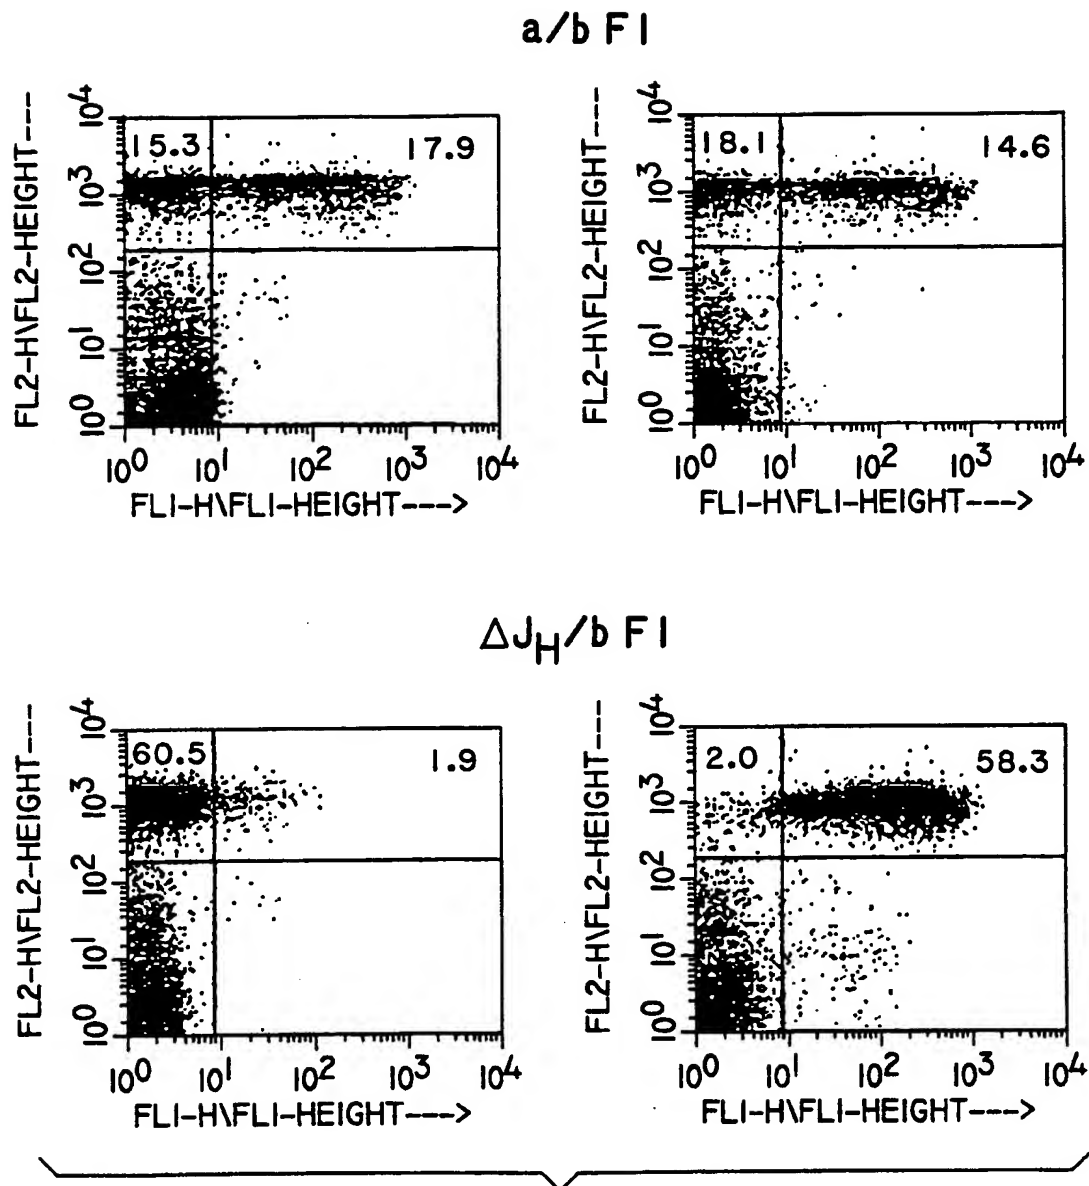 a/b F1
15.3 17.9
FL2-H\FL2-HEIGHT---
10⁴
10³
10²
10¹
10⁰
10⁰ 10¹ 10² 10³ 10⁴
FL1-H\FL1-HEIGHT--->
18.1 14.6
FL2-H\FL2-HEIGHT---
10⁴
10³
10²
10¹
10⁰
10⁰ 10¹ 10² 10³ 10⁴
FL1-H\FL1-HEIGHT--->
ΔJH/b F1
60.5 1.9
FL2-H\FL2-HEIGHT---
10⁴
10³
10²
10¹
10⁰
10⁰ 10¹ 10² 10³ 10⁴
FL1-H\FL1-HEIGHT--->
2.0 58.3
FL2-H\FL2-HEIGHT---
10⁴
10³
10²
10¹
10⁰
10⁰ 10¹ 10² 10³ 10⁴
FL1-H\FL1-HEIGHT--->